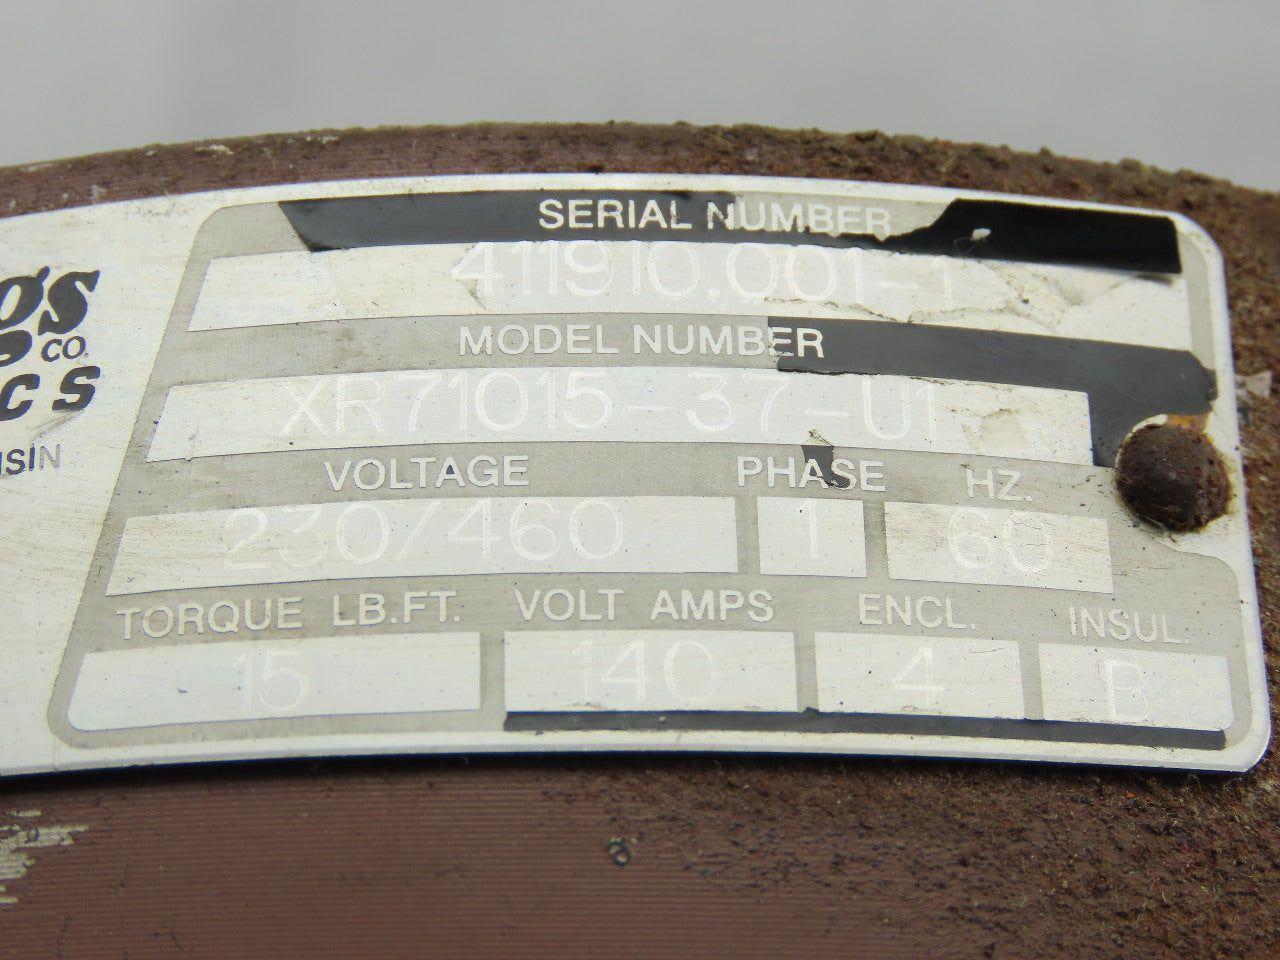 gs
CO.
CS
SIN
SERIAL NUMBER
411910.001-1
MODEL NUMBER
XR71015-37-U1
VOLTAGE PHASE HZ.
230/460 1 60
TORQUE LB.FT. VOLT AMPS ENCL. INSUL.
15 140 4 B